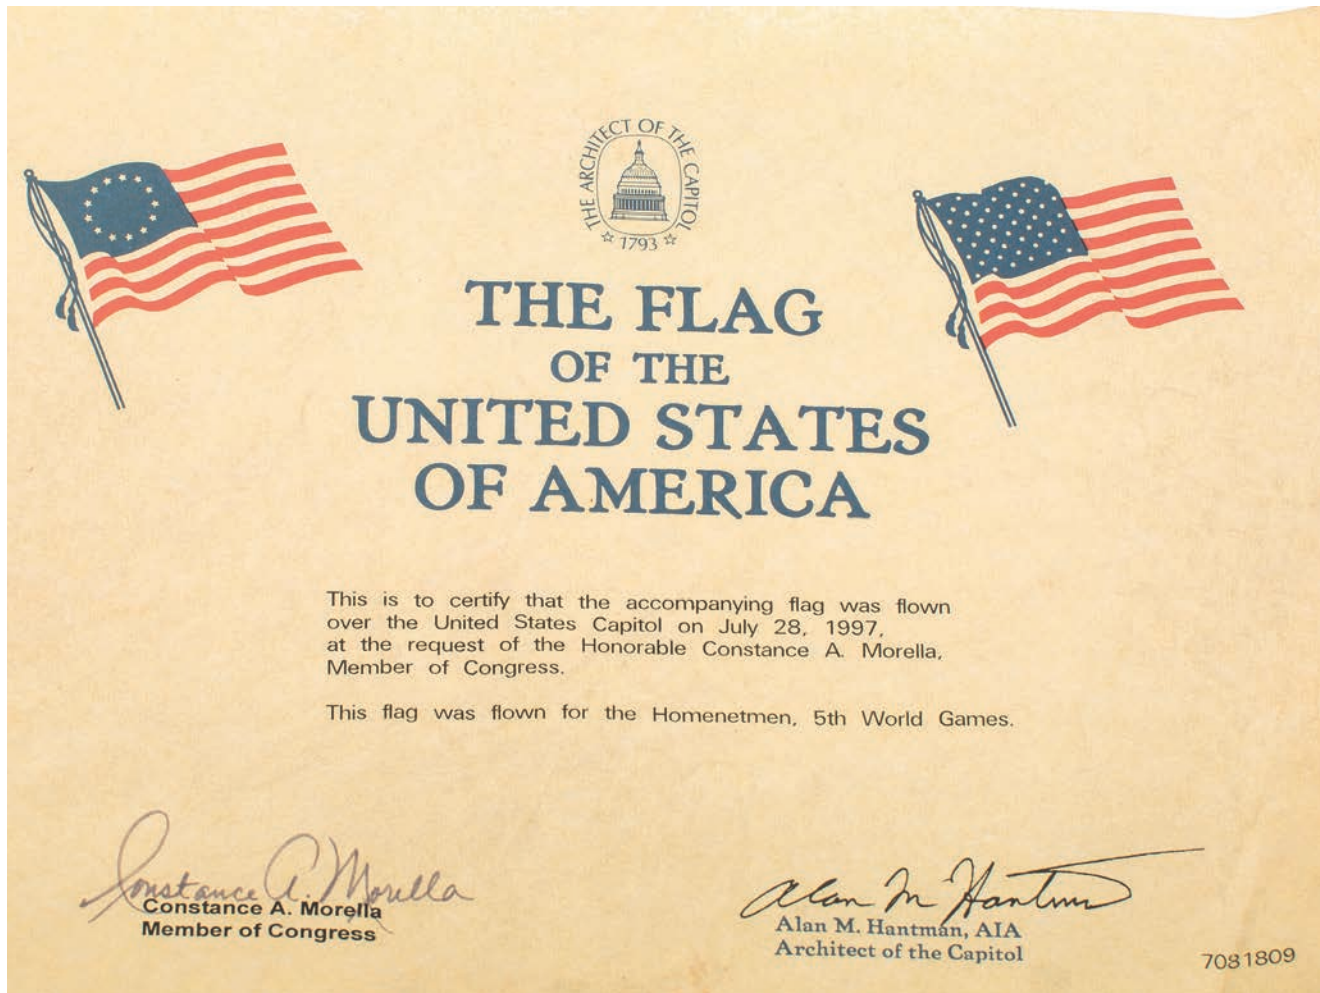 THE ARCHITECT OF THE CAPITOL
1793
THE FLAG
OF THE
UNITED STATES
OF AMERICA
This is to certify that the accompanying flag was flown
over the United States Capitol on July 28, 1997,
at the request of the Honorable Constance A. Morella,
Member of Congress.
This flag was flown for the Homenetmen, 5th World Games.
Constance A. Morella
Constance A. Morella
Member of Congress
Alan M Hantman
Alan M. Hantman, AIA
Architect of the Capitol
7081809